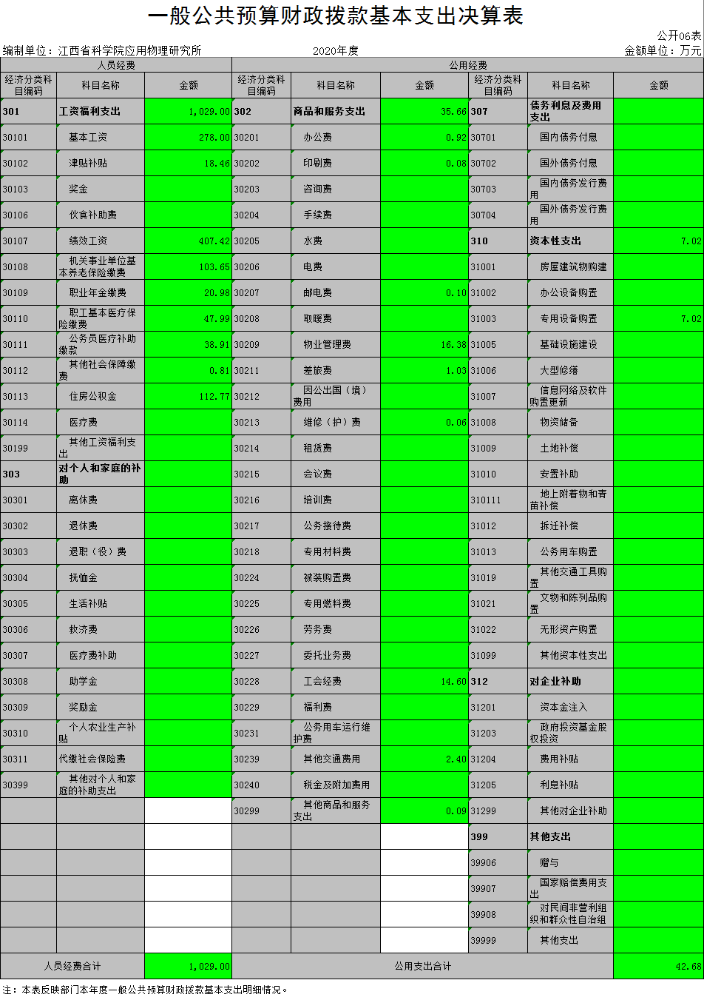 一般公共预算财政拨款基本支出决算表
公开06表
编制单位：江西省科学院应用物理研究所 2020年度 金额单位：万元
人员经费 公用经费
经济分类科目编码 科目名称 金额 经济分类科目编码 科目名称 金额 经济分类科目编码 科目名称 金额
301 工资福利支出 1,029.00 302 商品和服务支出 35.66 307 债务利息及费用支出
30101 基本工资 278.00 30201 办公费 0.92 30701 国内债务付息
30102 津贴补贴 18.46 30202 印刷费 0.08 30702 国外债务付息
30103 奖金 30203 咨询费 30703 国内债务发行费用
30106 伙食补助费 30204 手续费 30704 国外债务发行费用
30107 绩效工资 407.42 30205 水费 310 资本性支出 7.02
30108 机关事业单位基本养老保险缴费 103.65 30206 电费 31001 房屋建筑物购建
30109 职业年金缴费 20.98 30207 邮电费 0.10 31002 办公设备购置
30110 职工基本医疗保险缴费 47.99 30208 取暖费 31003 专用设备购置 7.02
30111 公务员医疗补助缴款 38.91 30209 物业管理费 16.38 31005 基础设施建设
30112 其他社会保障缴费 0.81 30211 差旅费 1.03 31006 大型修缮
30113 住房公积金 112.77 30212 因公出国（境）费用 31007 信息网络及软件购置更新
30114 医疗费 30213 维修（护）费 0.06 31008 物资储备
30199 其他工资福利支出 30214 租赁费 31009 土地补偿
303 对个人和家庭的补助 30215 会议费 31010 安置补助
30301 离休费 30216 培训费 310111 地上附着物和青苗补偿
30302 退休费 30217 公务接待费 31012 拆迁补偿
30303 退职（役）费 30218 专用材料费 31013 公务用车购置
30304 抚恤金 30224 被装购置费 31019 其他交通工具购置
30305 生活补贴 30225 专用燃料费 31021 文物和陈列品购置
30306 救济费 30226 劳务费 31022 无形资产购置
30307 医疗费补助 30227 委托业务费 31099 其他资本性支出
30308 助学金 30228 工会经费 14.60 312 对企业补助
30309 奖励金 30229 福利费 31201 资本金注入
30310 个人农业生产补贴 30231 公务用车运行维护费 31203 政府投资基金股权投资
30311 代缴社会保险费 30239 其他交通费用 2.40 31204 费用补贴
30399 其他对个人和家庭的补助支出 30240 税金及附加费用 31205 利息补贴
30299 其他商品和服务支出 0.09 31299 其他对企业补助
399 其他支出
39906 赠与
39907 国家赔偿费用支出
39908 对民间非营利组织和群众性自治组
39999 其他支出
人员经费合计 1,029.00 公用支出合计 42.68
注：本表反映部门本年度一般公共预算财政拨款基本支出明细情况。